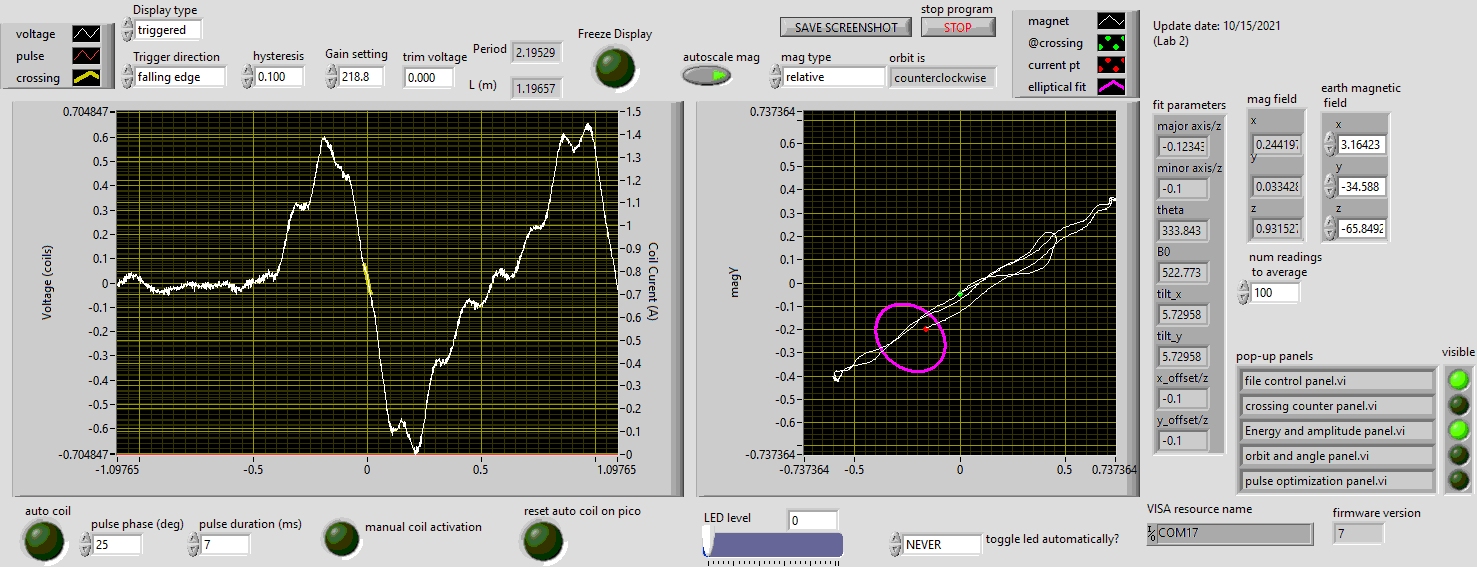 voltage
pulse
crossing
Display type
triggered
Trigger direction
falling edge
hysteresis
0.100
Gain setting
218.8
trim voltage
0.000
Period
2.19529
L (m)
1.19657
Freeze Display
SAVE SCREENSHOT
stop program
STOP
autoscale mag
mag type
relative
orbit is
counterclockwise
magnet
@crossing
current pt
elliptical fit
Update date: 10/15/2021
(Lab 2)
Voltage (coils)
0.704847
0.6
0.5
0.4
0.3
0.2
0.1
0
-0.1
-0.2
-0.3
-0.4
-0.5
-0.6
-0.704847
-1.09765
-0.5
0
0.5
1.09765
1.5
1.4
1.3
1.2
1.1
1
0.9
0.8
0.7
0.6
0.5
0.4
0.3
0.2
0.1
0
Coil Curent (A)
magY
0.737364
0.6
0.5
0.4
0.3
0.2
0.1
0
-0.1
-0.2
-0.3
-0.4
-0.5
-0.6
-0.737364
-0.737364
-0.5
0
0.5
0.737364
fit parameters
major axis/z
-0.12343
minor axis/z
-0.1
theta
333.843
B0
522.773
tilt_x
5.72958
tilt_y
5.72958
x_offset/z
-0.1
y_offset/z
-0.1
mag field
x
0.244197
y
0.033428
z
0.931527
earth magnetic
field
x
3.16423
y
-34.588
z
-65.8492
num readings
to average
100
pop-up panels
visible
file control panel.vi
crossing counter panel.vi
Energy and amplitude panel.vi
orbit and angle panel.vi
pulse optimization panel.vi
auto coil
pulse phase (deg)
25
pulse duration (ms)
7
manual coil activation
reset auto coil on pico
LED level
0
NEVER
toggle led automatically?
VISA resource name
COM17
firmware version
7